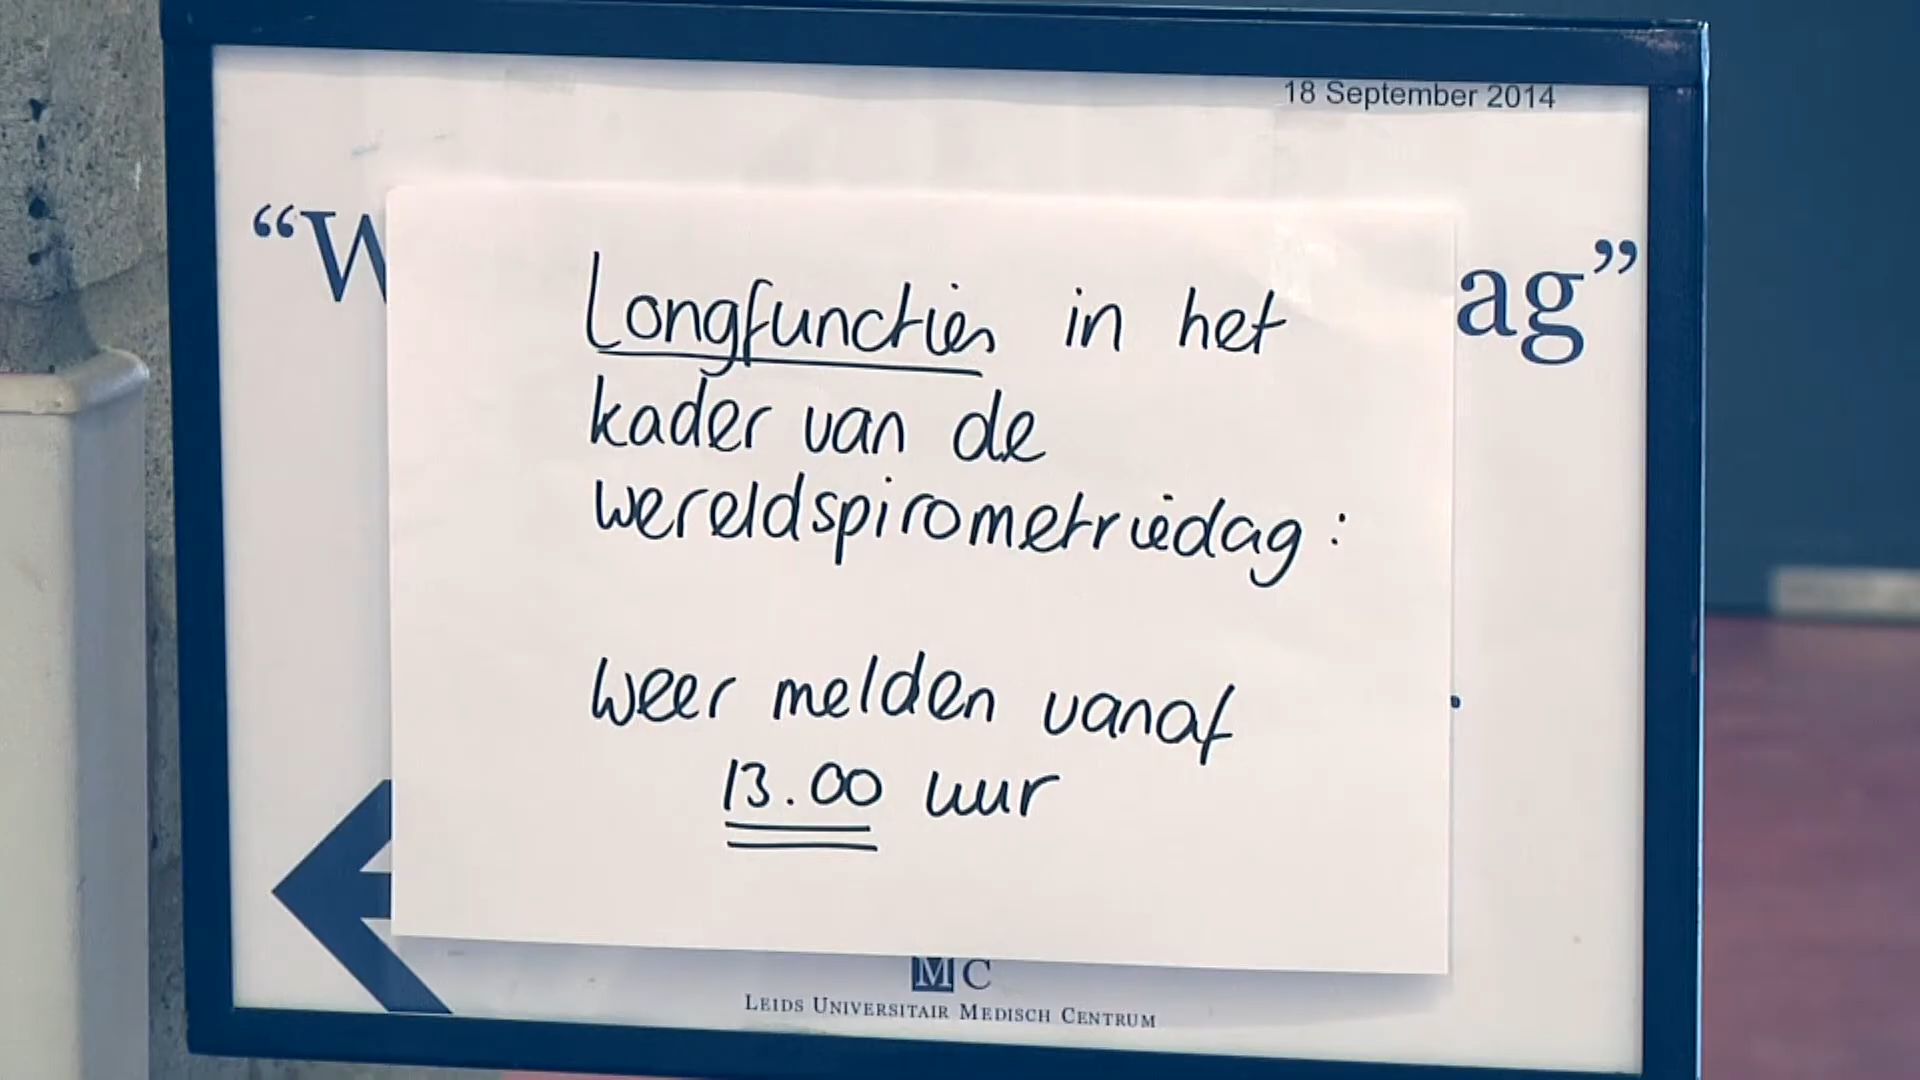 18 September 2014
“W ag”
Longfuncties in het
kader van de
wereldspirometriedag:
weer melden vanaf
13.00 uur
MC
LEIDS UNIVERSITAIR MEDISCH CENTRUM